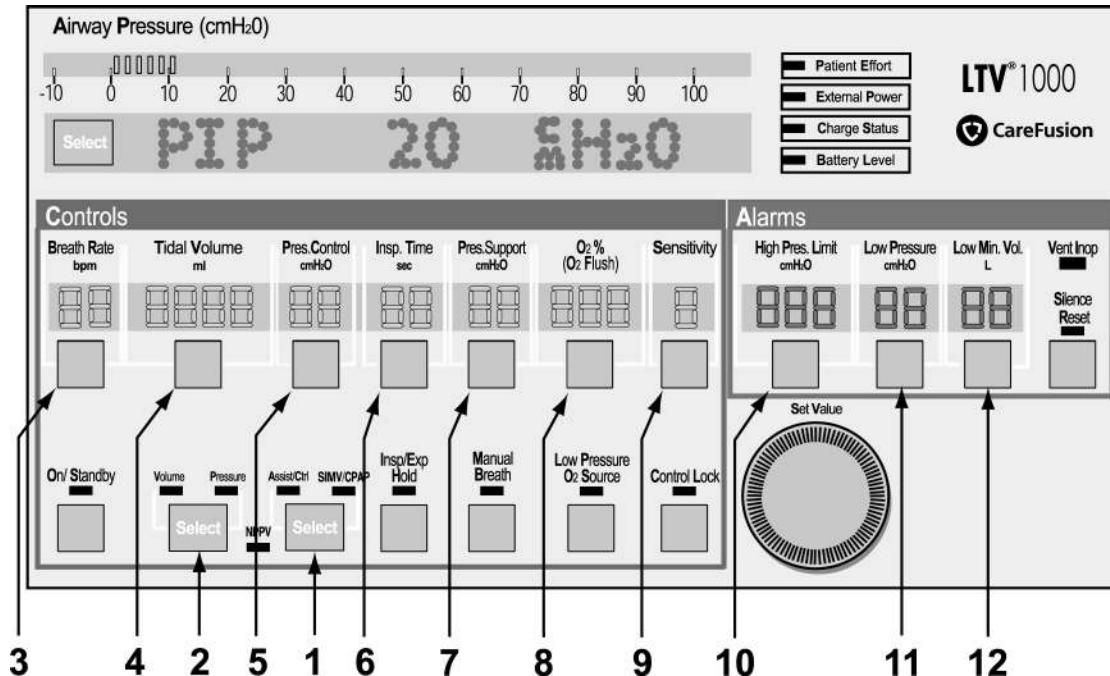 Airway Pressure (cmH20)
-10 0 10 20 30 40 50 60 70 80 90 100
Select PIP 20 cmH2O
Patient Effort
External Power
Charge Status
Battery Level
LTV® 1000
CareFusion
Controls
Breath Rate
bpm
Tidal Volume
ml
Pres.Control
cmH2O
Insp. Time
sec
Pres.Support
cmH2O
O2 %
(O2 Flush)
Sensitivity
On/ Standby
Volume Pressure
Select
NPPV
Assist/Ctrl SIMV/CPAP
Select
Insp/Exp
Hold
Manual
Breath
Low Pressure
O2 Source
Control Lock
Alarms
High Pres. Limit
cmH2O
Low Pressure
cmH2O
Low Min. Vol.
L
Vent Inop
Silence
Reset
Set Value
3 4 2 5 1 6 7 8 9 10 11 12